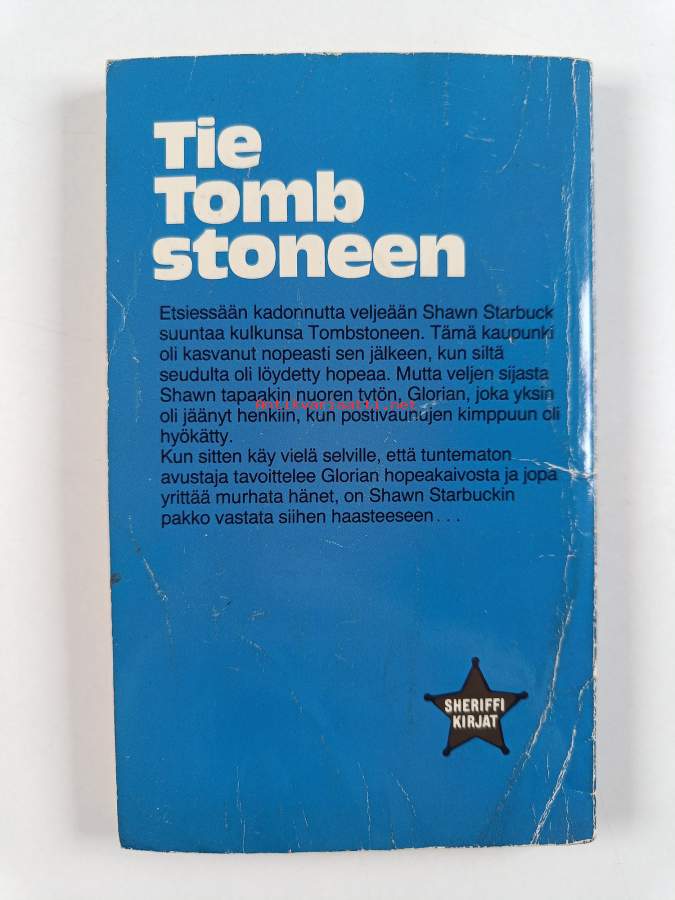 Tie
Tomb
stoneen
Etsiessään kadonnutta veljeään Shawn Starbuck
suuntaa kulkunsa Tombstoneen. Tämä kaupunki
oli kasvanut nopeasti sen jälkeen, kun siltä
seudulta oli löydetty hopeaa. Mutta veljen sijasta
Shawn tapaakin nuoren tytön, Glorian, joka yksin
Antikvariaatti.net
oli jäänyt henkiin, kun postivaunujen kimppuun oli
hyökätty.
Kun sitten käy vielä selville, että tuntematon
avustaja tavoittelee Glorian hopeakaivosta ja jopa
yrittää murhata hänet, on Shawn Starbuckin
pakko vastata siihen haasteeseen . . .
SHERIFFI
KIRJAT